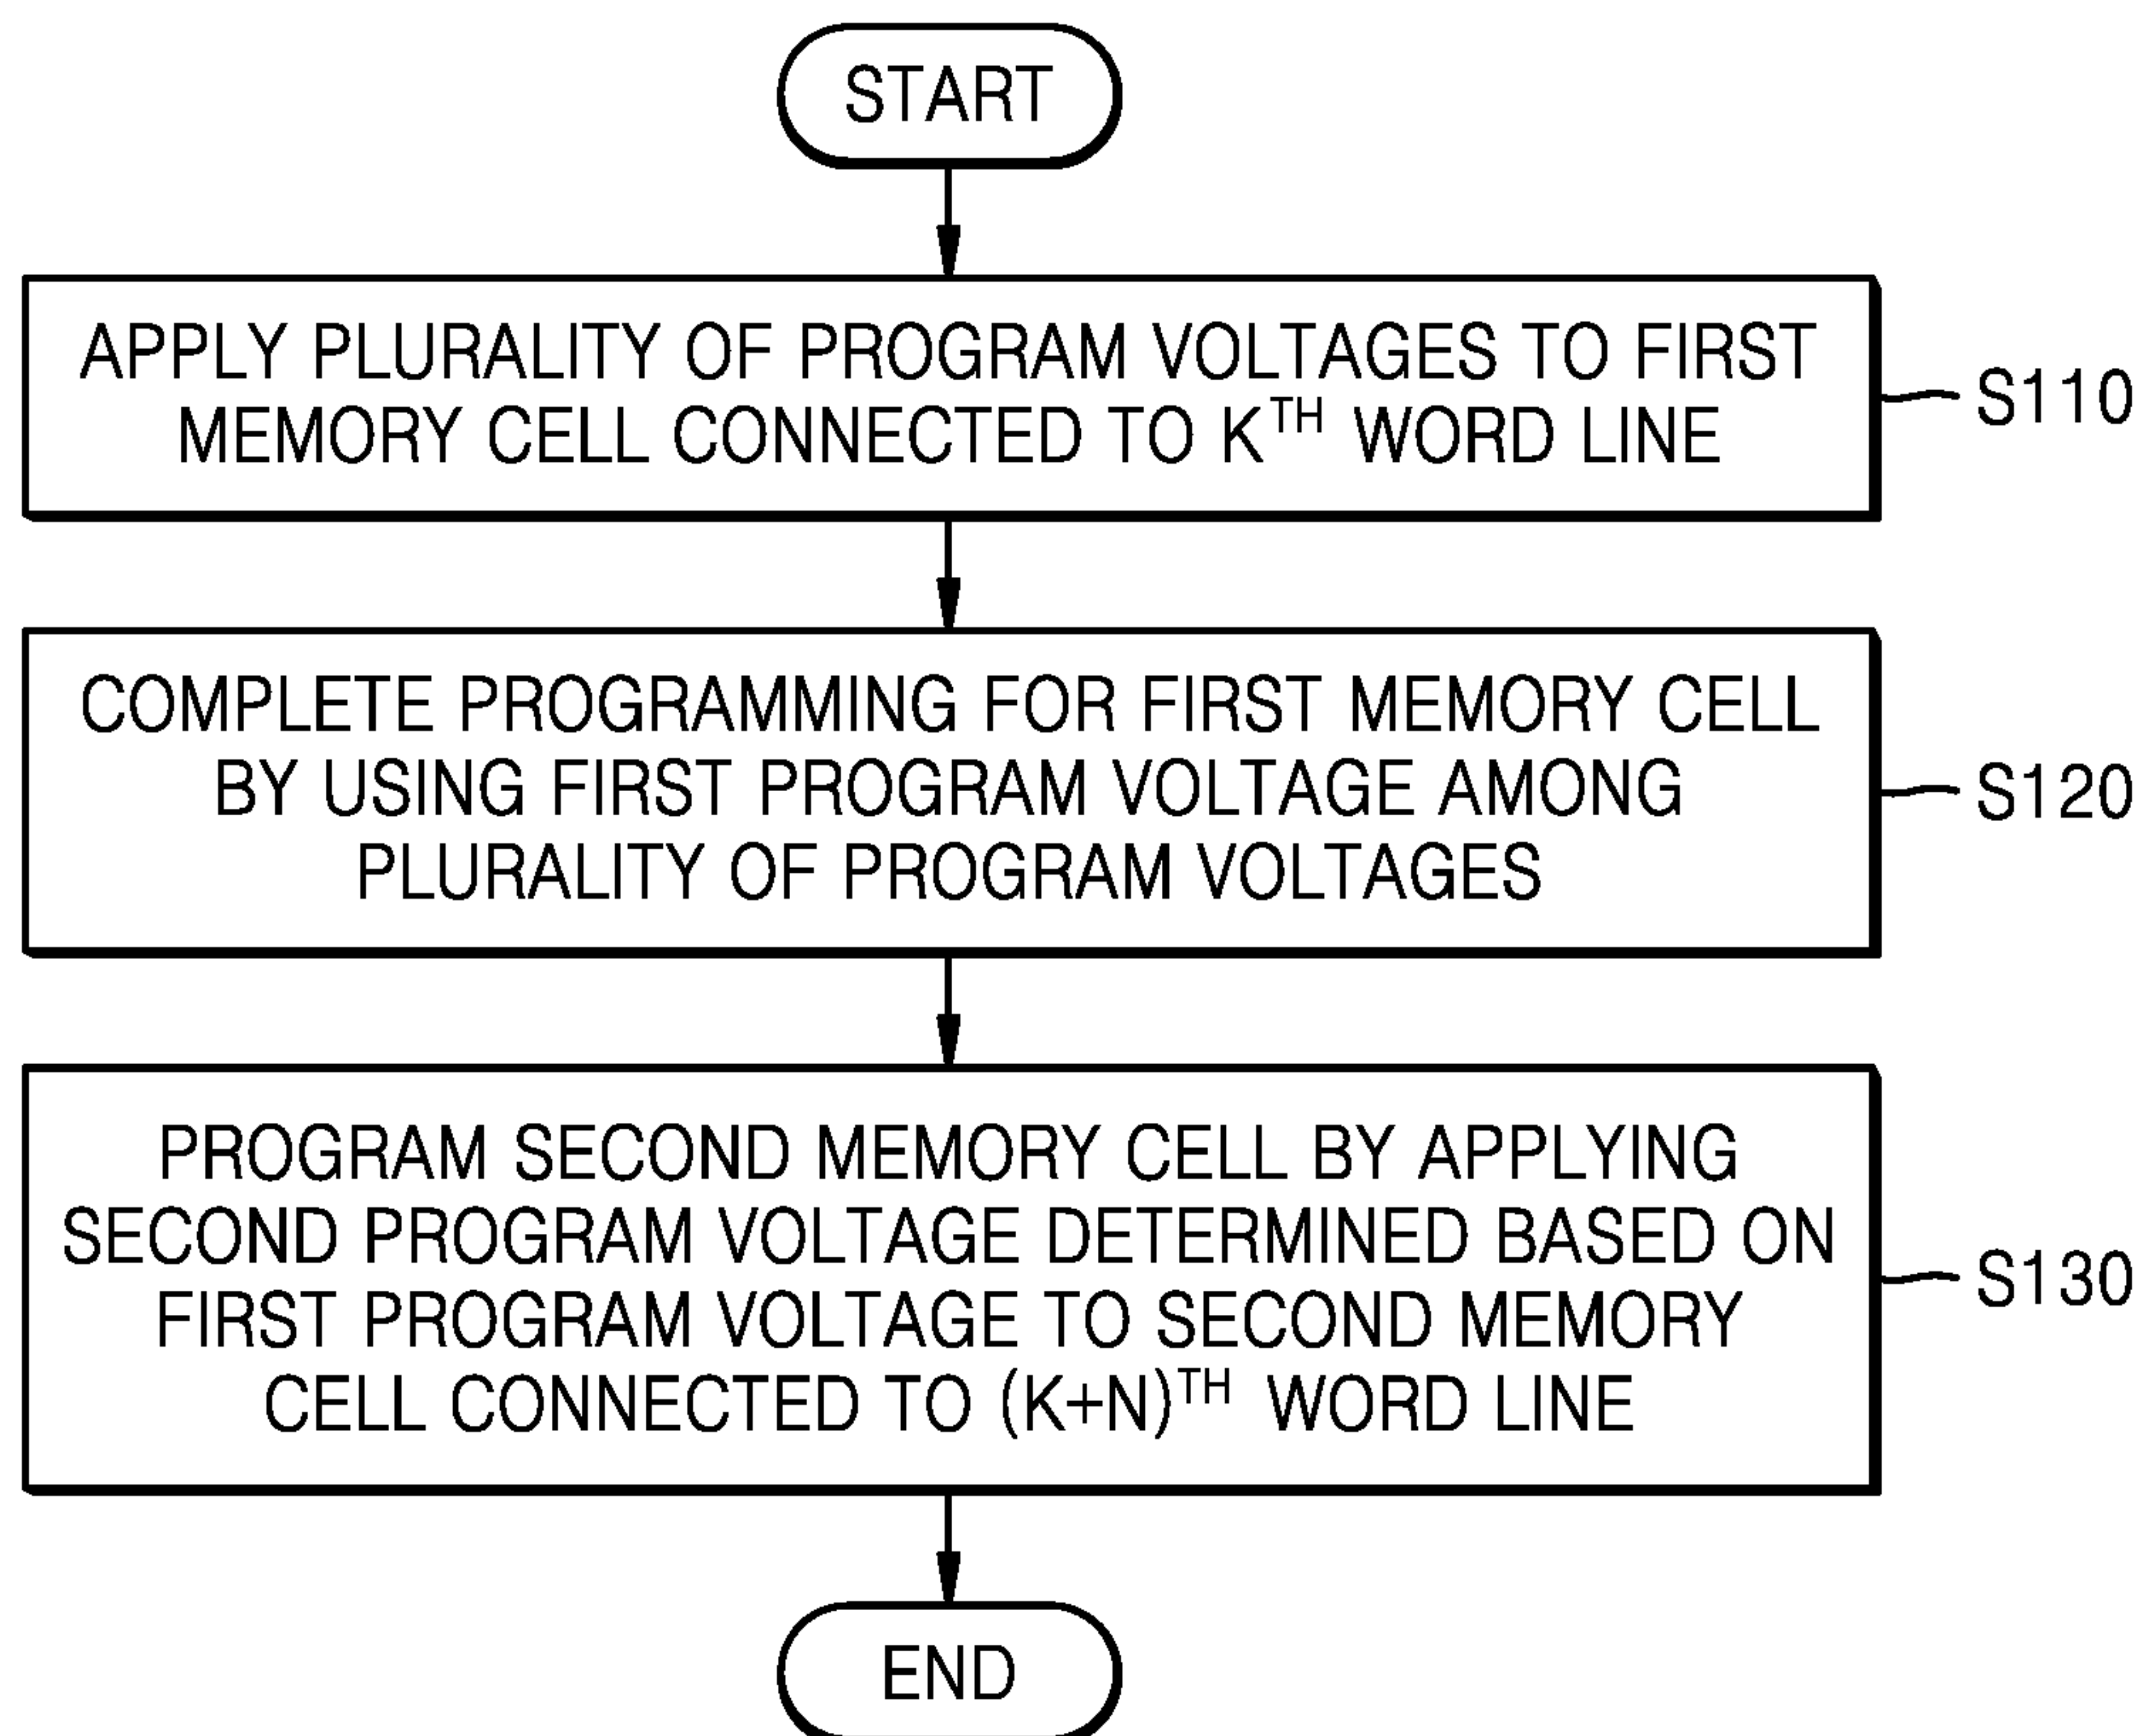 START
APPLY PLURALITY OF PROGRAM VOLTAGES TO FIRST
MEMORY CELL CONNECTED TO Kᵀᴴ WORD LINE
S110
COMPLETE PROGRAMMING FOR FIRST MEMORY CELL
BY USING FIRST PROGRAM VOLTAGE AMONG
PLURALITY OF PROGRAM VOLTAGES
S120
PROGRAM SECOND MEMORY CELL BY APPLYING
SECOND PROGRAM VOLTAGE DETERMINED BASED ON
FIRST PROGRAM VOLTAGE TO SECOND MEMORY
CELL CONNECTED TO (K+N)ᵀᴴ WORD LINE
S130
END